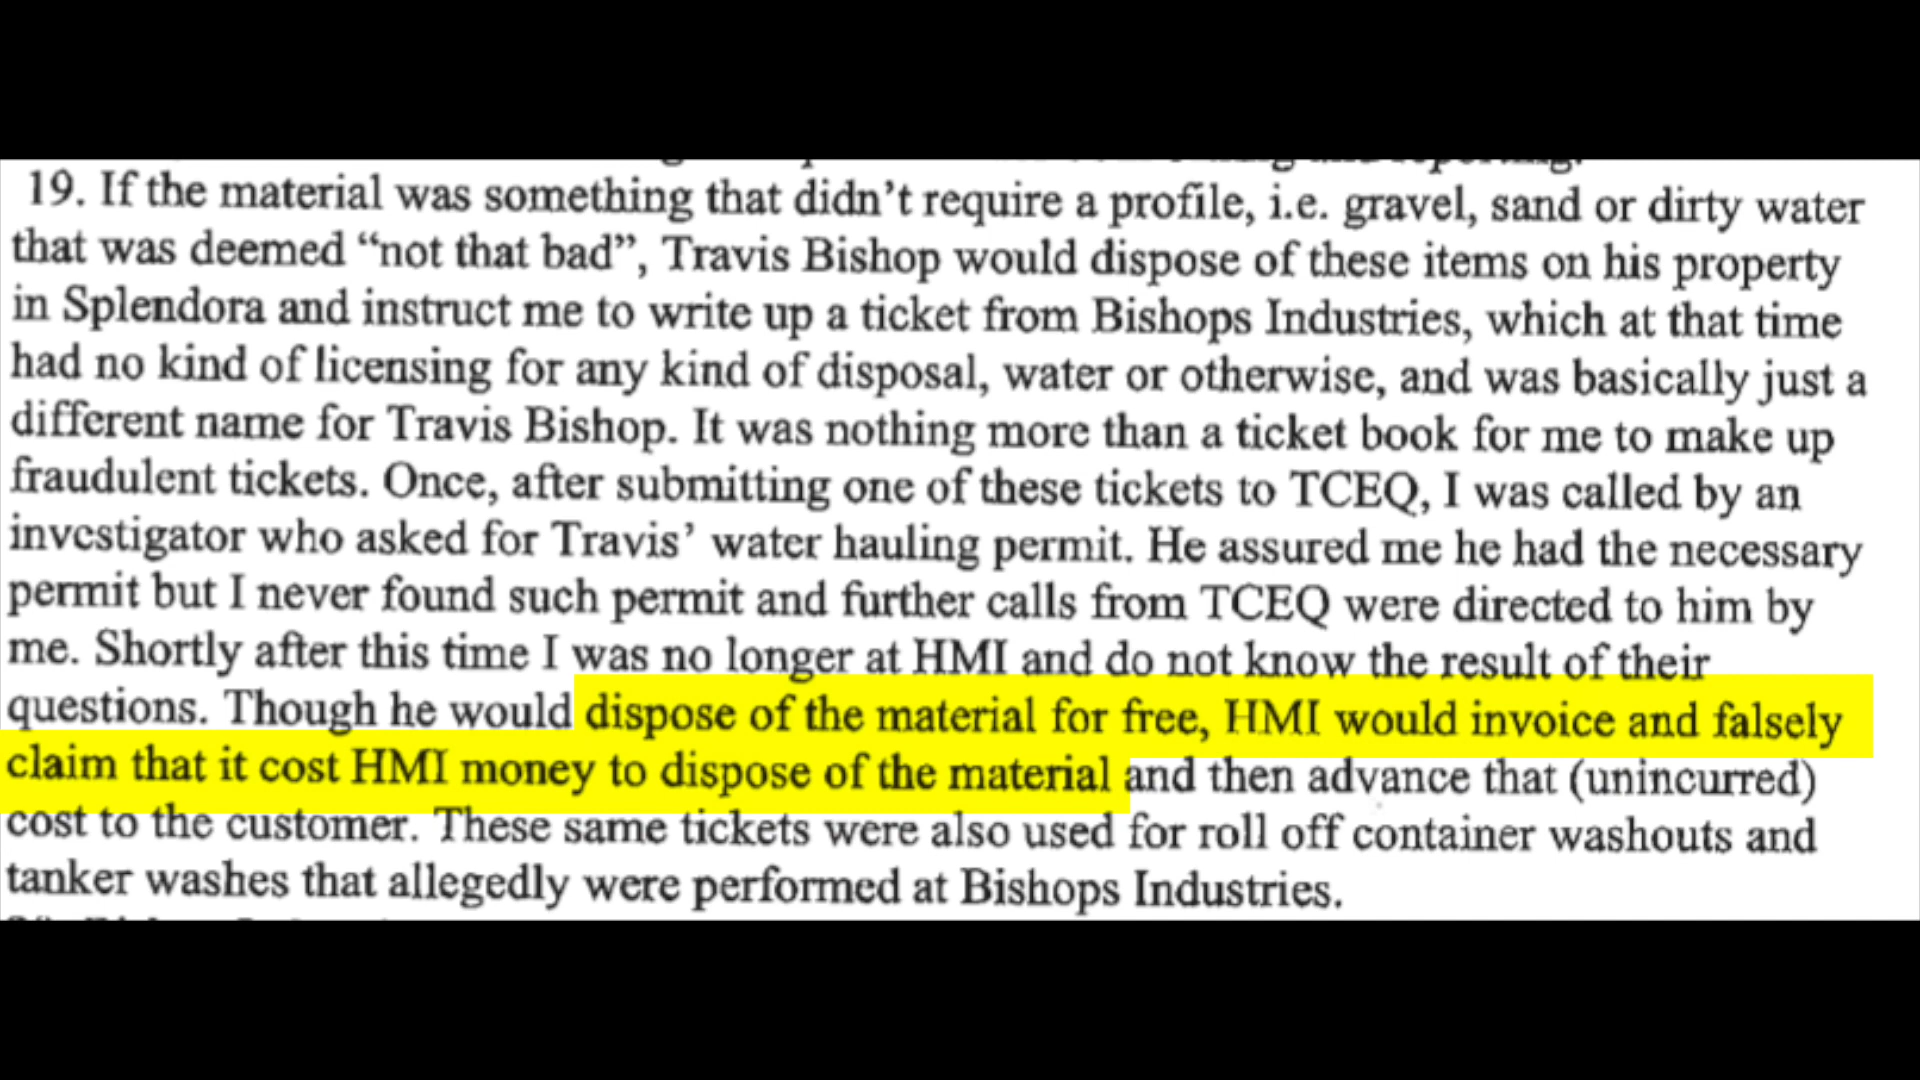 19. If the material was something that didn’t require a profile, i.e. gravel, sand or dirty water
that was deemed “not that bad”, Travis Bishop would dispose of these items on his property
in Splendora and instruct me to write up a ticket from Bishops Industries, which at that time
had no kind of licensing for any kind of disposal, water or otherwise, and was basically just a
different name for Travis Bishop. It was nothing more than a ticket book for me to make up
fraudulent tickets. Once, after submitting one of these tickets to TCEQ, I was called by an
investigator who asked for Travis’ water hauling permit. He assured me he had the necessary
permit but I never found such permit and further calls from TCEQ were directed to him by
me. Shortly after this time I was no longer at HMI and do not know the result of their
questions. Though he would dispose of the material for free, HMI would invoice and falsely
claim that it cost HMI money to dispose of the material and then advance that (unincurred)
cost to the customer. These same tickets were also used for roll off container washouts and
tanker washes that allegedly were performed at Bishops Industries.